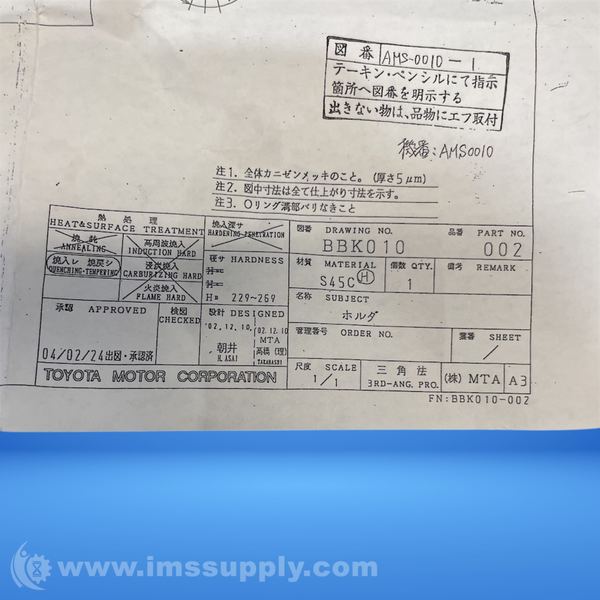 図番 AMS-0010-1
テーキン・ペンシルにて指示
箇所へ図番を明示する
出きない物は、品物にエフ取付
機番:AMS0010
注1. 全体カニゼンメッキのこと。(厚さ5μm)
注2. 図中寸法は全て仕上がり寸法を示す。
注3. Oリング溝部バリなきこと
熱処理
HEAT&SURFACE TREATMENT
焼鈍
ANNEALING
高周波焼入
INDUCTION HARD
焼入レ 焼戻シ
QUENCHING・TEMPERING
浸炭焼入
CARBURIZING HARD
火炎焼入
FLAME HARD
焼入深サ
HARDENING-PENETRATION
硬サ HARDNESS
H
H
HB 229~269
承認 APPROVED
検図
CHECKED
設計 DESIGNED
'02.12.10
朝井
H.ASAI
'02.12.10
MTA
高橋(理)
TAKAHASHI
04/02/24出図・承認済
TOYOTA MOTOR CORPORATION
図番 DRAWING NO.
BBK010
品番 PART NO.
002
材質 MATERIAL
S45C H
個数 QTY.
1
備考 REMARK
名称 SUBJECT
ホルダ
管理番号 ORDER NO.
葉番 SHEET
/
尺度 SCALE
1/1
三角法
3RD-ANG. PRO.
(株) MTA
A3
FN:BBK010-002
www.imssupply.com